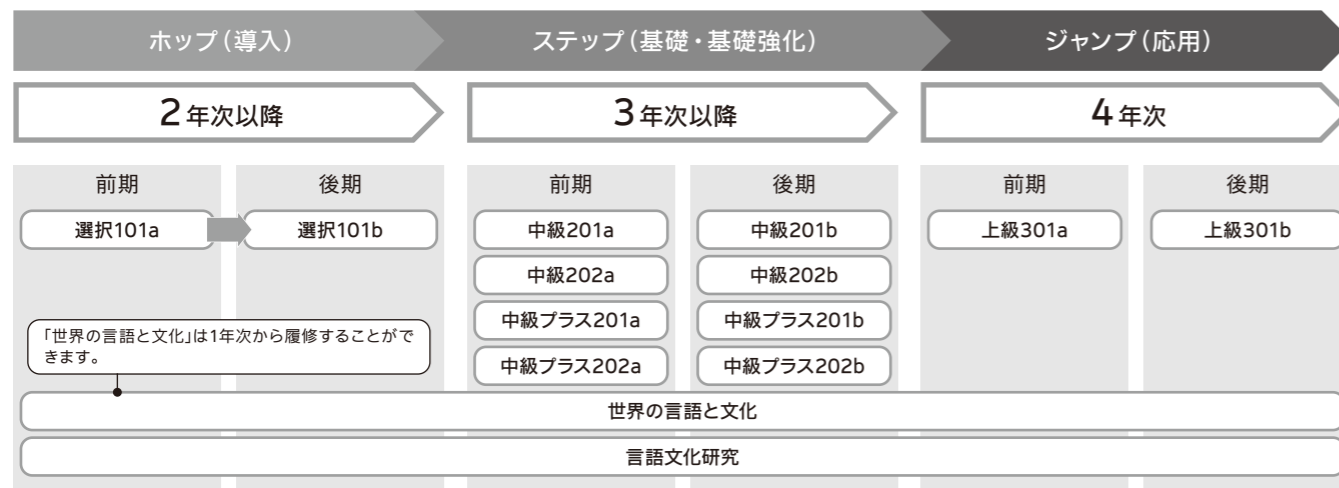 ホップ（導入）
ステップ（基礎・基礎強化）
ジャンプ（応用）
2年次以降
3年次以降
4年次
前期
後期
前期
後期
前期
後期
選択101a
選択101b
中級201a
中級201b
上級301a
上級301b
中級202a
中級202b
中級プラス201a
中級プラス201b
中級プラス202a
中級プラス202b
「世界の言語と文化」は1年次から履修することがで
きます。
世界の言語と文化
言語文化研究